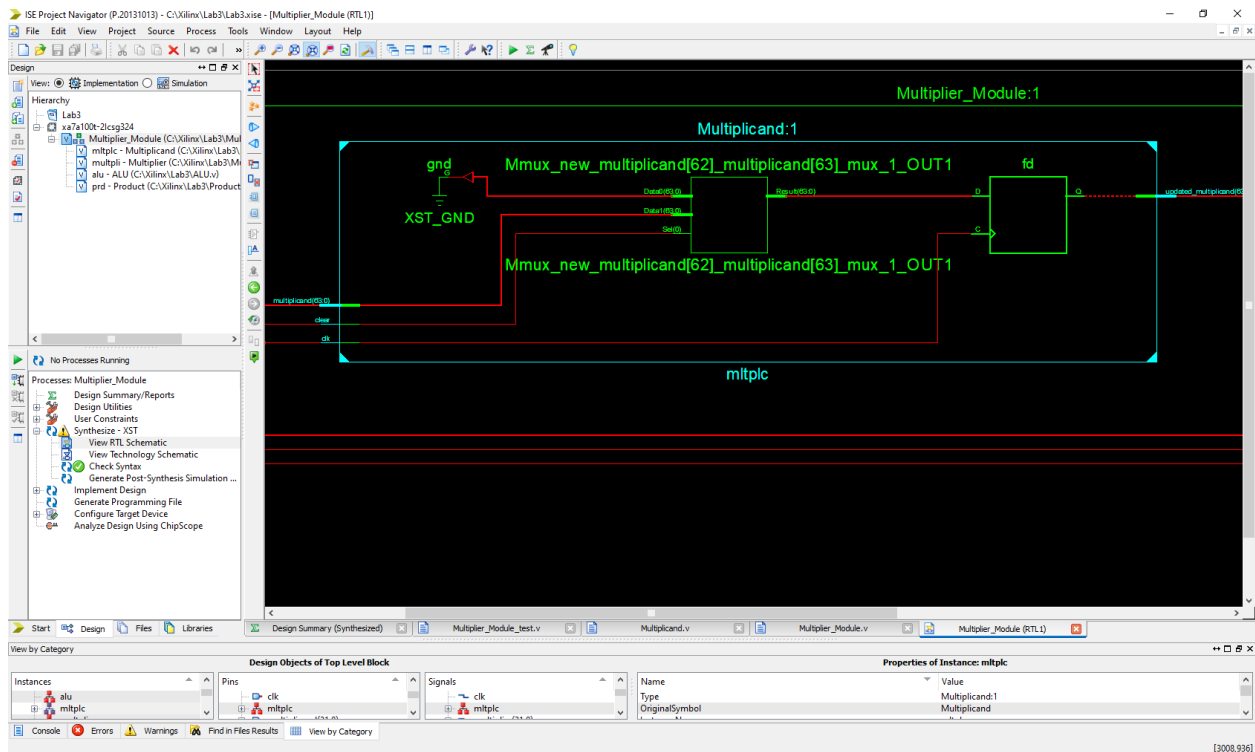 ISE Project Navigator (P.20131013) - C:\Xilinx\Lab3\Lab3.xise - [Multiplier_Module (RTL1)]
File Edit View Project Source Process Tools Window Layout Help
Design
View: Implementation Simulation
Hierarchy
Lab3
xa7a100t-2lcsg324
Multiplier_Module (C:\Xilinx\Lab3\Mul
mltplc - Multiplicand (C:\Xilinx\Lab3\
multpli - Multiplier (C:\Xilinx\Lab3\M
alu - ALU (C:\Xilinx\Lab3\ALU.v)
prd - Product (C:\Xilinx\Lab3\Product
No Processes Running
Processes: Multiplier_Module
Design Summary/Reports
Design Utilities
User Constraints
Synthesize - XST
View RTL Schematic
View Technology Schematic
Check Syntax
Generate Post-Synthesis Simulation ...
Implement Design
Generate Programming File
Configure Target Device
Analyze Design Using ChipScope
Start Design Files Libraries
Multiplier_Module:1
Multiplicand:1
gnd
G
XST_GND
Mmux_new_multiplicand[62]_multiplicand[63]_mux_1_OUT1
Data0(63:0)
Data1(63:0)
Sel(0)
Result(63:0)
Mmux_new_multiplicand[62]_multiplicand[63]_mux_1_OUT1
fd
D
Q
C
updated_multiplicand(63
multiplicand(63:0)
clear
clk
mltplc
Design Summary (Synthesized) Multiplier_Module_test.v Multiplicand.v Multiplier_Module.v Multiplier_Module (RTL1)
View by Category
Design Objects of Top Level Block
Properties of Instance: mltplc
Instances
alu
mltplc
Pins
clk
mltplc
Signals
clk
mltplc
Name Value
Type Multiplicand:1
OriginalSymbol Multiplicand
Console Errors Warnings Find in Files Results View by Category
[3008,936]